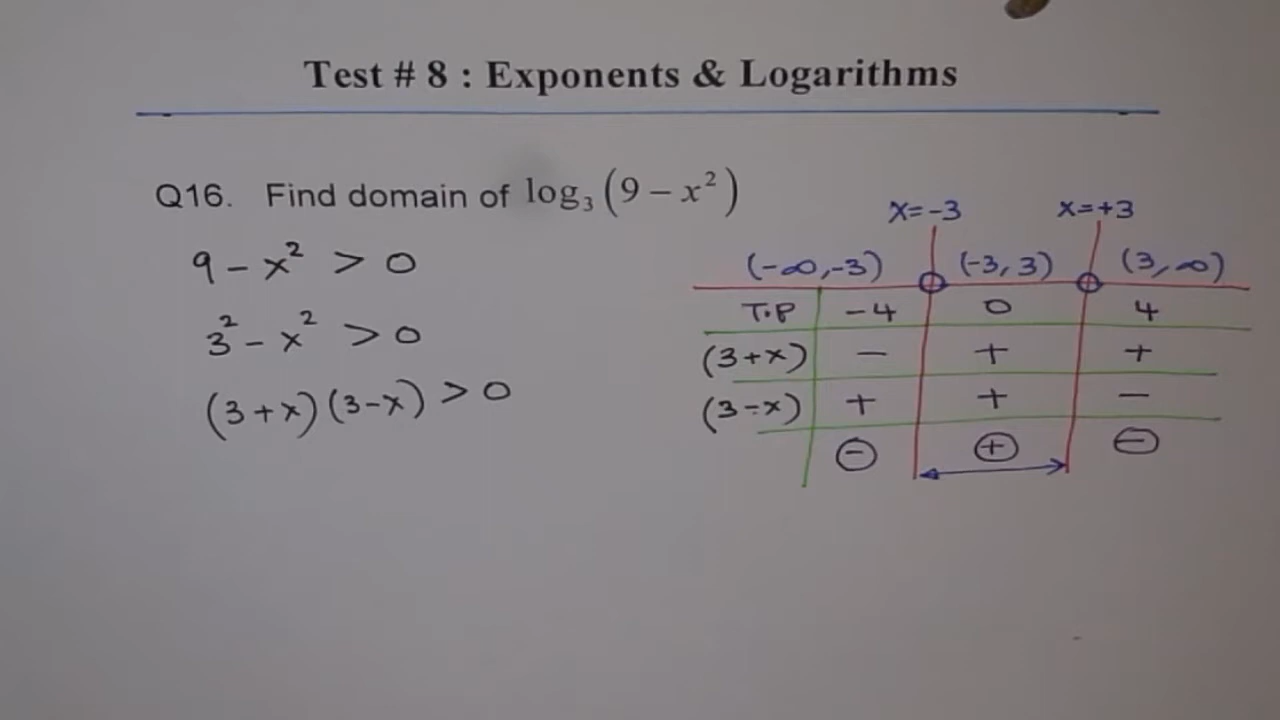 Test # 8 : Exponents & Logarithms
Q16. Find domain of log₃(9 − x²)
9 − x² > 0
3² − x² > 0
(3+x)(3−x) > 0
x=−3 x=+3
(−∞,−3) (−3,3) (3,∞)
T.P −4 0 4
(3+x) − + +
(3−x) + + −
⊖ ⊕ ⊖